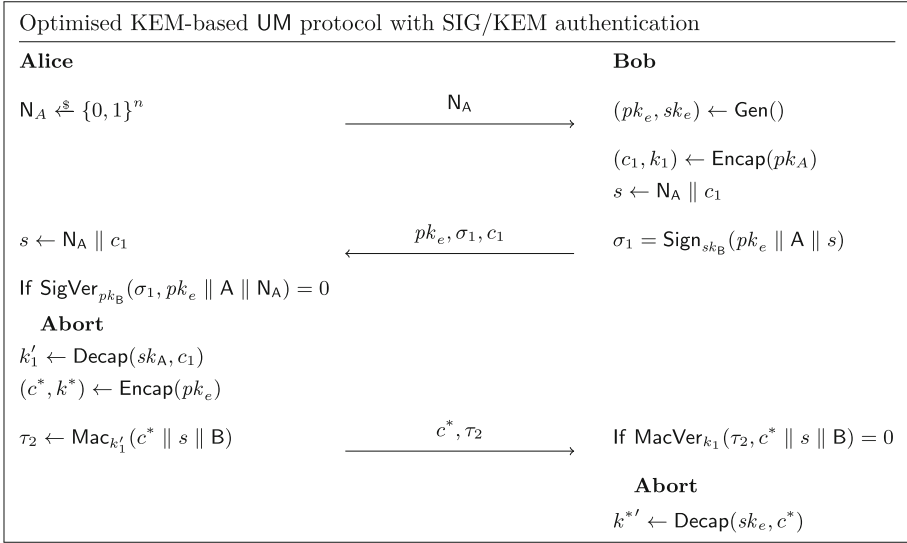 Optimised KEM-based UM protocol with SIG/KEM authentication
Alice Bob
N_A ←$ {0,1}^n N_A (pk_e, sk_e) ← Gen()
(c_1, k_1) ← Encap(pk_A)
s ← N_A ∥ c_1
s ← N_A ∥ c_1 pk_e, σ_1, c_1 σ_1 = Sign_{sk_B}(pk_e ∥ A ∥ s)
If SigVer_{pk_B}(σ_1, pk_e ∥ A ∥ N_A) = 0
Abort
k'_1 ← Decap(sk_A, c_1)
(c^*, k^*) ← Encap(pk_e)
τ_2 ← Mac_{k'_1}(c^* ∥ s ∥ B) c^*, τ_2 If MacVer_{k_1}(τ_2, c^* ∥ s ∥ B) = 0
Abort
k^{*'} ← Decap(sk_e, c^*)